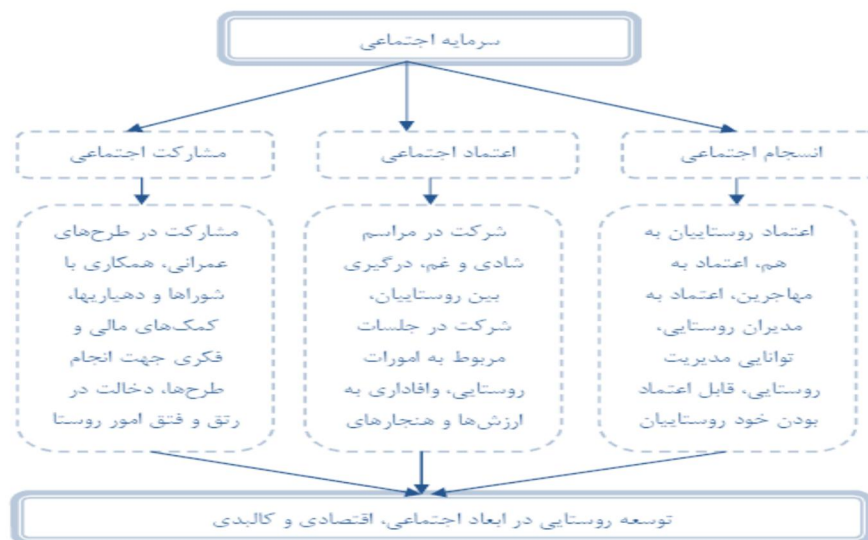 سرمایه اجتماعی
انسجام اجتماعی
اعتماد اجتماعی
مشارکت اجتماعی
اعتماد روستاییان به
هم، اعتماد به
مهاجرین، اعتماد به
مدیران روستایی،
توانایی مدیریت
روستایی، قابل اعتماد
بودن خود روستاییان
شرکت در مراسم
شادی و غم، درگیری
بین روستاییان،
شرکت در جلسات
مربوط به امورات
روستایی، وافاداری به
ارزش‌ها و هنجارهای
مشارکت در طرح‌های
عمرانی، همکاری با
شوراها و دهیاریها،
کمک‌های مالی و
فکری جهت انجام
طرح‌ها، دخالت در
رتق و فتق امور روستا
توسعه روستایی در ابعاد اجتماعی، اقتصادی و کالبدی